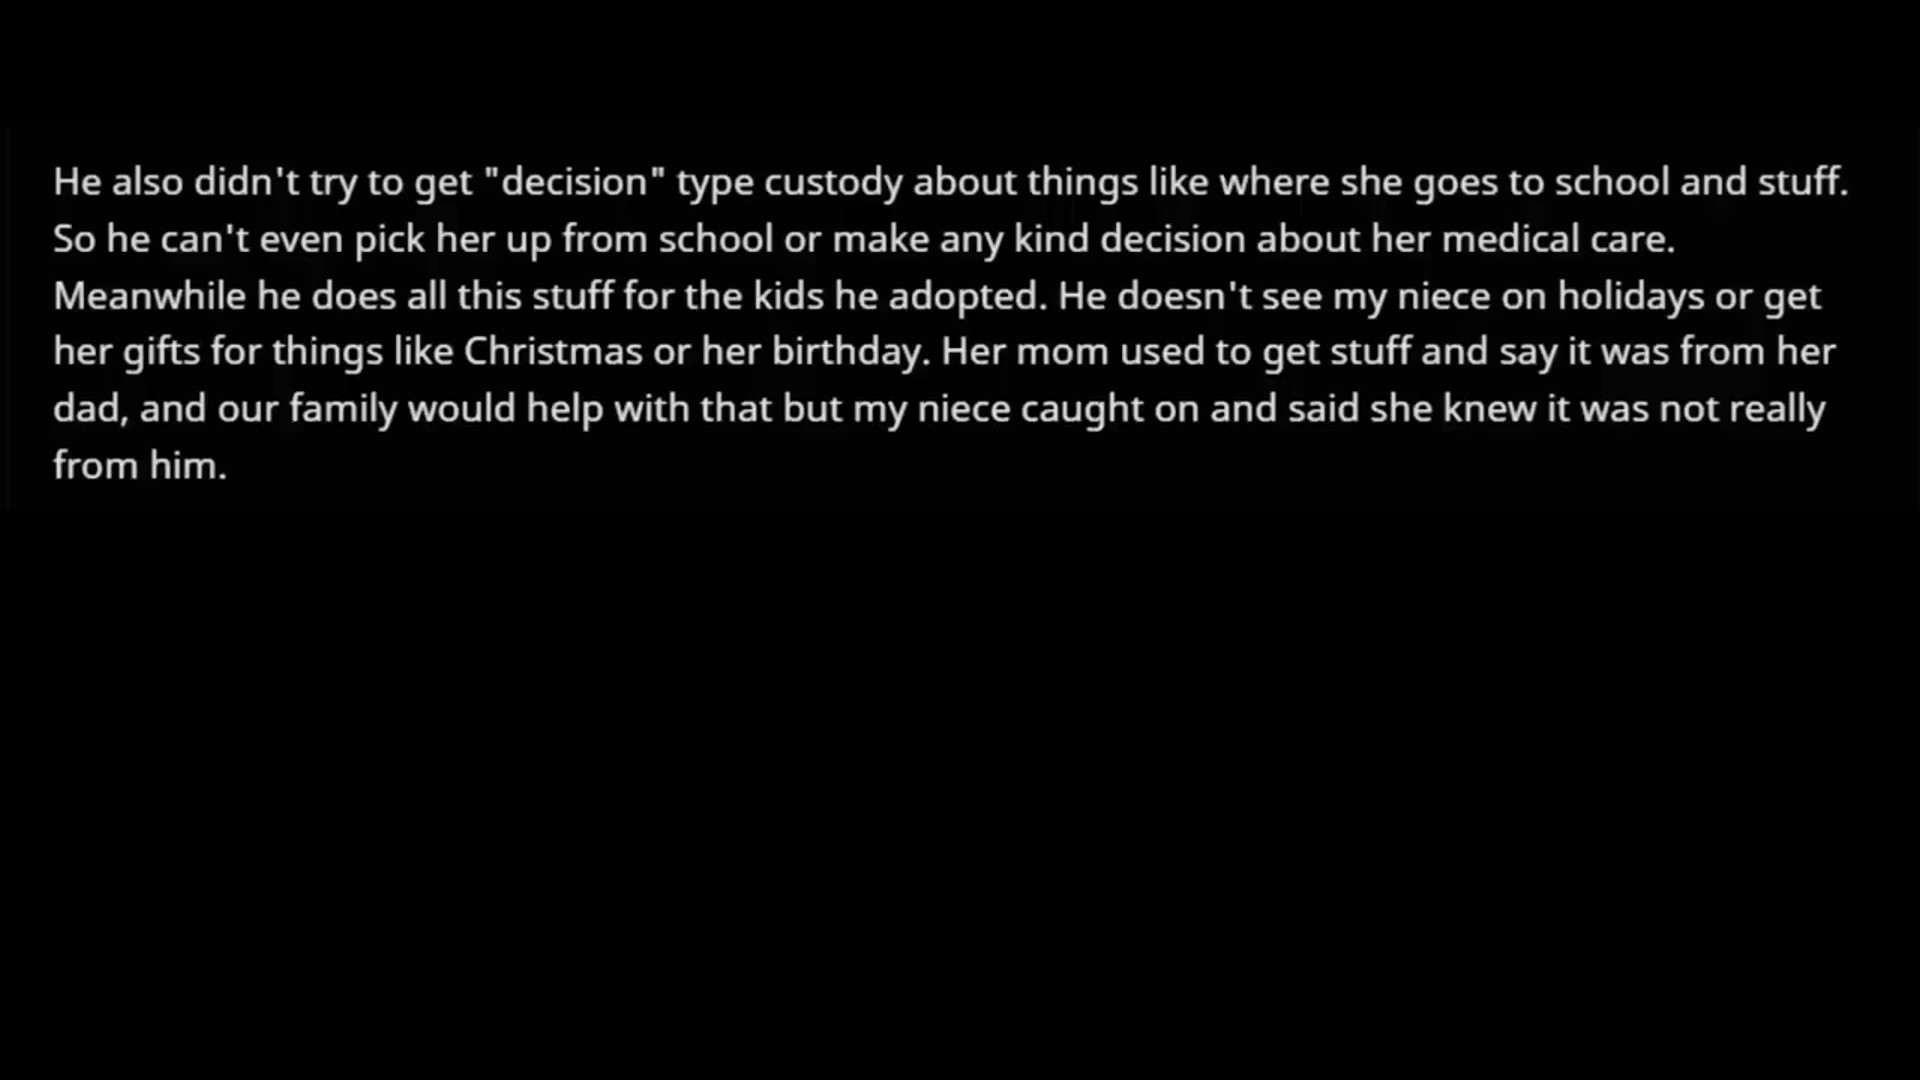 He also didn't try to get "decision" type custody about things like where she goes to school and stuff.
So he can't even pick her up from school or make any kind decision about her medical care.
Meanwhile he does all this stuff for the kids he adopted. He doesn't see my niece on holidays or get
her gifts for things like Christmas or her birthday. Her mom used to get stuff and say it was from her
dad, and our family would help with that but my niece caught on and said she knew it was not really
from him.